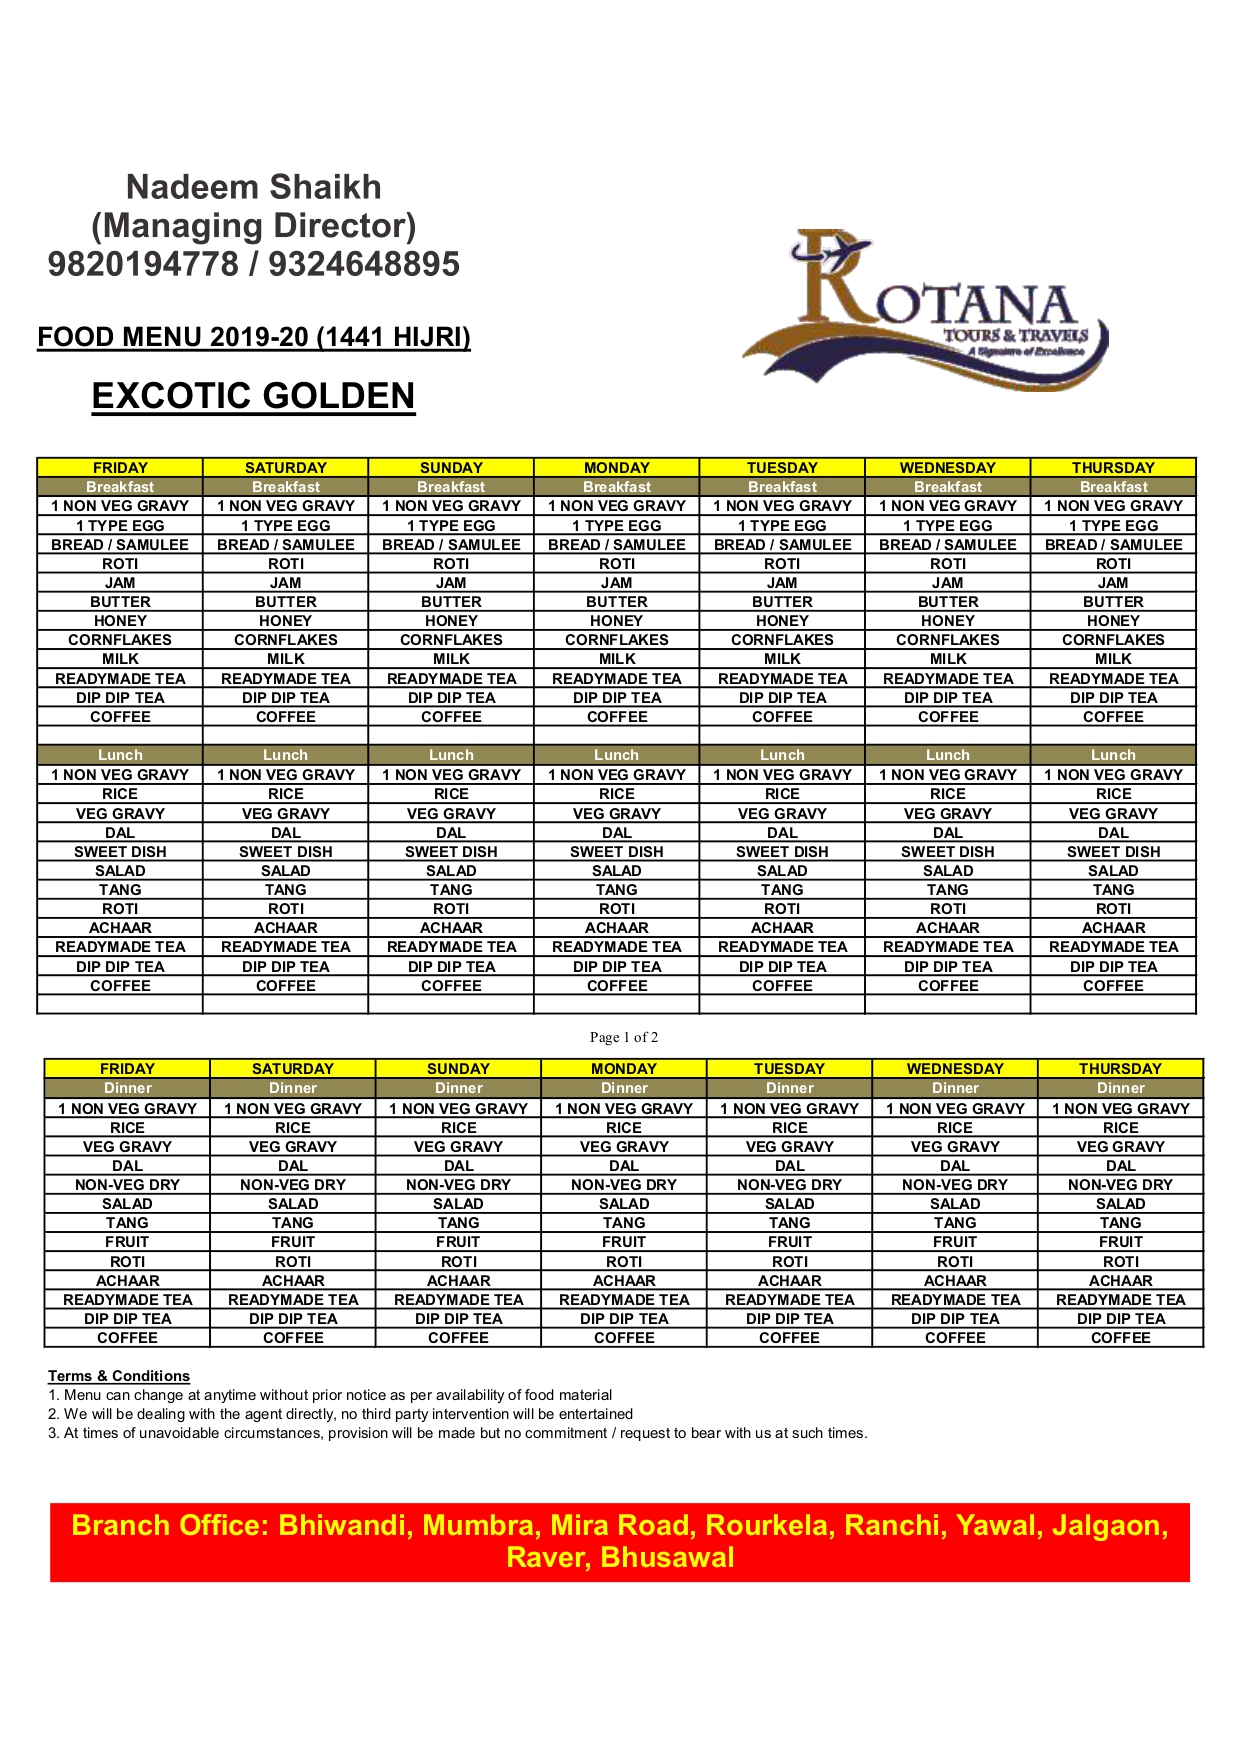 Nadeem Shaikh
(Managing Director)
9820194778 / 9324648895
FOOD MENU 2019-20 (1441 HIJRI)
EXCOTIC GOLDEN
ROTANA
TOURS & TRAVELS
A Signature of Excellence
FRIDAY SATURDAY SUNDAY MONDAY TUESDAY WEDNESDAY THURSDAY
Breakfast Breakfast Breakfast Breakfast Breakfast Breakfast Breakfast
1 NON VEG GRAVY 1 NON VEG GRAVY 1 NON VEG GRAVY 1 NON VEG GRAVY 1 NON VEG GRAVY 1 NON VEG GRAVY 1 NON VEG GRAVY
1 TYPE EGG 1 TYPE EGG 1 TYPE EGG 1 TYPE EGG 1 TYPE EGG 1 TYPE EGG 1 TYPE EGG
BREAD / SAMULEE BREAD / SAMULEE BREAD / SAMULEE BREAD / SAMULEE BREAD / SAMULEE BREAD / SAMULEE BREAD / SAMULEE
ROTI ROTI ROTI ROTI ROTI ROTI ROTI
JAM JAM JAM JAM JAM JAM JAM
BUTTER BUTTER BUTTER BUTTER BUTTER BUTTER BUTTER
HONEY HONEY HONEY HONEY HONEY HONEY HONEY
CORNFLAKES CORNFLAKES CORNFLAKES CORNFLAKES CORNFLAKES CORNFLAKES CORNFLAKES
MILK MILK MILK MILK MILK MILK MILK
READYMADE TEA READYMADE TEA READYMADE TEA READYMADE TEA READYMADE TEA READYMADE TEA READYMADE TEA
DIP DIP TEA DIP DIP TEA DIP DIP TEA DIP DIP TEA DIP DIP TEA DIP DIP TEA DIP DIP TEA
COFFEE COFFEE COFFEE COFFEE COFFEE COFFEE COFFEE
Lunch Lunch Lunch Lunch Lunch Lunch Lunch
1 NON VEG GRAVY 1 NON VEG GRAVY 1 NON VEG GRAVY 1 NON VEG GRAVY 1 NON VEG GRAVY 1 NON VEG GRAVY 1 NON VEG GRAVY
RICE RICE RICE RICE RICE RICE RICE
VEG GRAVY VEG GRAVY VEG GRAVY VEG GRAVY VEG GRAVY VEG GRAVY VEG GRAVY
DAL DAL DAL DAL DAL DAL DAL
SWEET DISH SWEET DISH SWEET DISH SWEET DISH SWEET DISH SWEET DISH SWEET DISH
SALAD SALAD SALAD SALAD SALAD SALAD SALAD
TANG TANG TANG TANG TANG TANG TANG
ROTI ROTI ROTI ROTI ROTI ROTI ROTI
ACHAAR ACHAAR ACHAAR ACHAAR ACHAAR ACHAAR ACHAAR
READYMADE TEA READYMADE TEA READYMADE TEA READYMADE TEA READYMADE TEA READYMADE TEA READYMADE TEA
DIP DIP TEA DIP DIP TEA DIP DIP TEA DIP DIP TEA DIP DIP TEA DIP DIP TEA DIP DIP TEA
COFFEE COFFEE COFFEE COFFEE COFFEE COFFEE COFFEE
Page 1 of 2
FRIDAY SATURDAY SUNDAY MONDAY TUESDAY WEDNESDAY THURSDAY
Dinner Dinner Dinner Dinner Dinner Dinner Dinner
1 NON VEG GRAVY 1 NON VEG GRAVY 1 NON VEG GRAVY 1 NON VEG GRAVY 1 NON VEG GRAVY 1 NON VEG GRAVY 1 NON VEG GRAVY
RICE RICE RICE RICE RICE RICE RICE
VEG GRAVY VEG GRAVY VEG GRAVY VEG GRAVY VEG GRAVY VEG GRAVY VEG GRAVY
DAL DAL DAL DAL DAL DAL DAL
NON-VEG DRY NON-VEG DRY NON-VEG DRY NON-VEG DRY NON-VEG DRY NON-VEG DRY NON-VEG DRY
SALAD SALAD SALAD SALAD SALAD SALAD SALAD
TANG TANG TANG TANG TANG TANG TANG
FRUIT FRUIT FRUIT FRUIT FRUIT FRUIT FRUIT
ROTI ROTI ROTI ROTI ROTI ROTI ROTI
ACHAAR ACHAAR ACHAAR ACHAAR ACHAAR ACHAAR ACHAAR
READYMADE TEA READYMADE TEA READYMADE TEA READYMADE TEA READYMADE TEA READYMADE TEA READYMADE TEA
DIP DIP TEA DIP DIP TEA DIP DIP TEA DIP DIP TEA DIP DIP TEA DIP DIP TEA DIP DIP TEA
COFFEE COFFEE COFFEE COFFEE COFFEE COFFEE COFFEE
Terms & Conditions
1. Menu can change at anytime without prior notice as per availability of food material
2. We will be dealing with the agent directly, no third party intervention will be entertained
3. At times of unavoidable circumstances, provision will be made but no commitment / request to bear with us at such times.
Branch Office: Bhiwandi, Mumbra, Mira Road, Rourkela, Ranchi, Yawal, Jalgaon,
Raver, Bhusawal